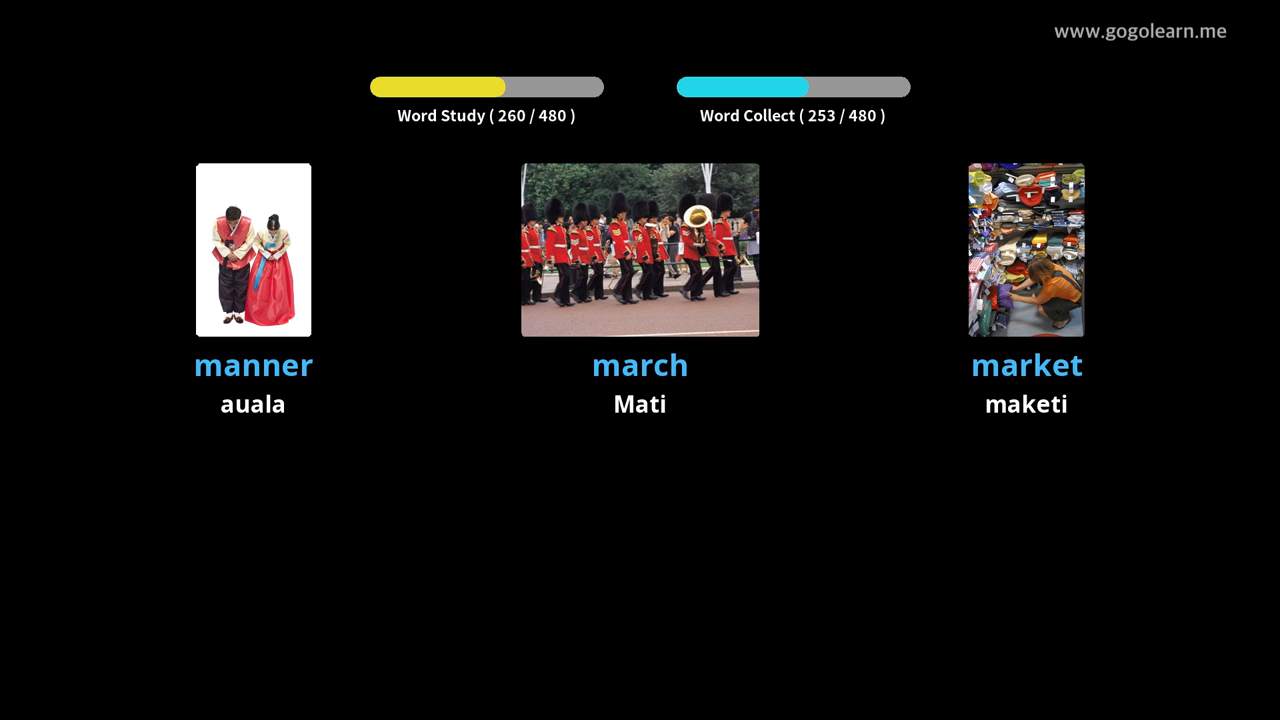 www.gogolearn.me
Word Study ( 260 / 480 )
Word Collect ( 253 / 480 )
manner
march
market
auala
Mati
maketi